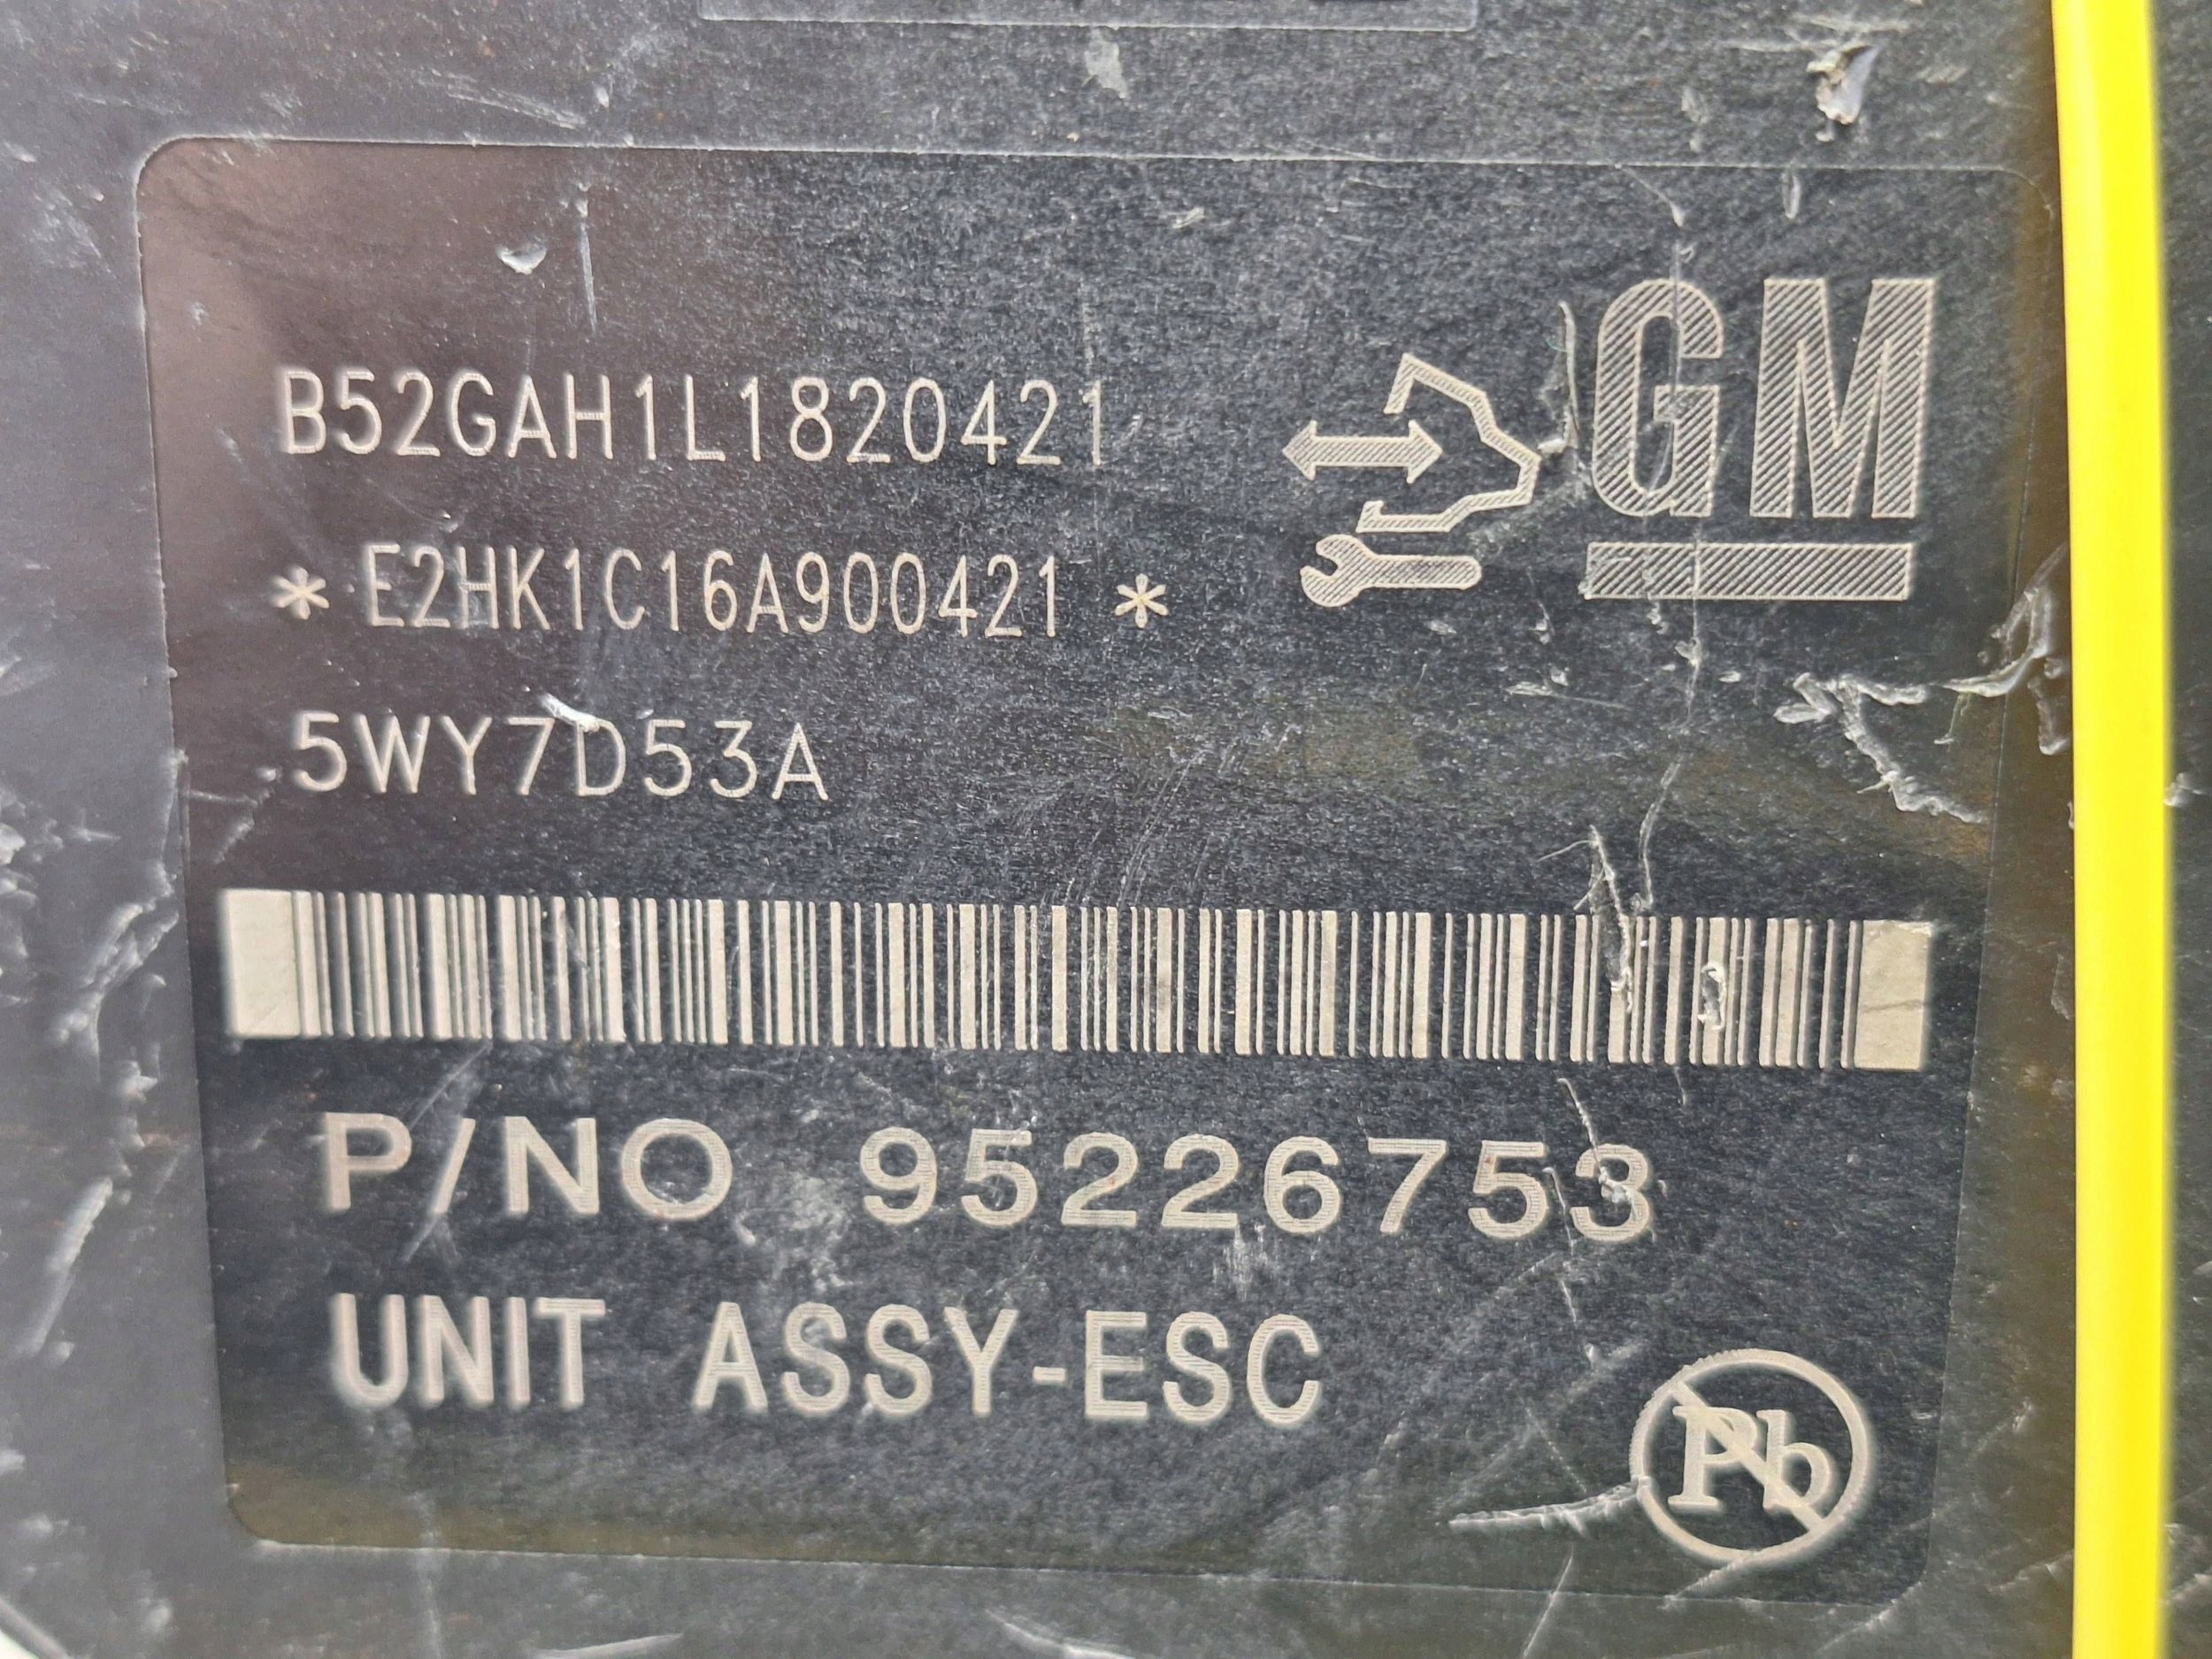 B52GAH1L1820421
GM
* E2HK1C16A900421 *
5WY7D53A
P/NO 95226753
UNIT ASSY-ESC
Pb